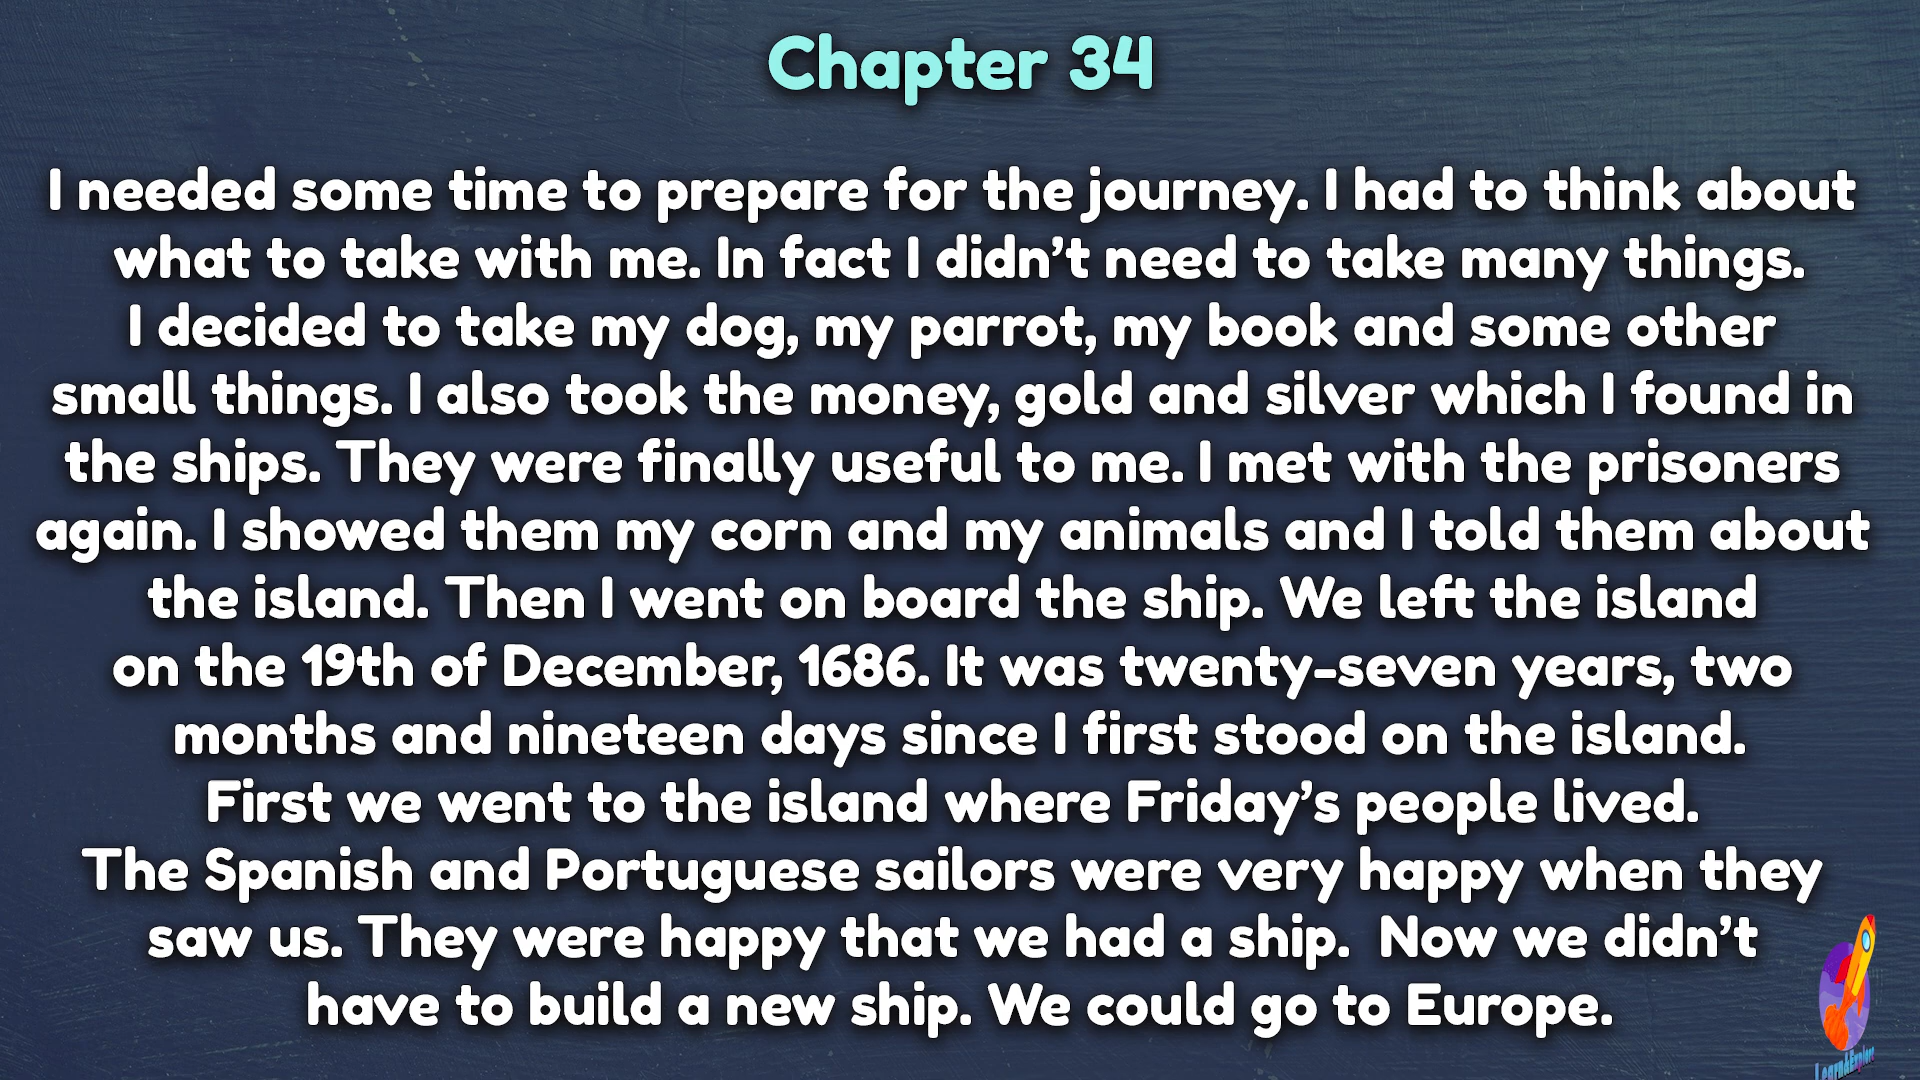 Chapter 34
I needed some time to prepare for the journey. I had to think about
what to take with me. In fact I didn’t need to take many things.
I decided to take my dog, my parrot, my book and some other
small things. I also took the money, gold and silver which I found in
the ships. They were finally useful to me. I met with the prisoners
again. I showed them my corn and my animals and I told them about
the island. Then I went on board the ship. We left the island
on the 19th of December, 1686. It was twenty-seven years, two
months and nineteen days since I first stood on the island.
First we went to the island where Friday’s people lived.
The Spanish and Portuguese sailors were very happy when they
saw us. They were happy that we had a ship.  Now we didn’t
have to build a new ship. We could go to Europe.
Learn&Explore